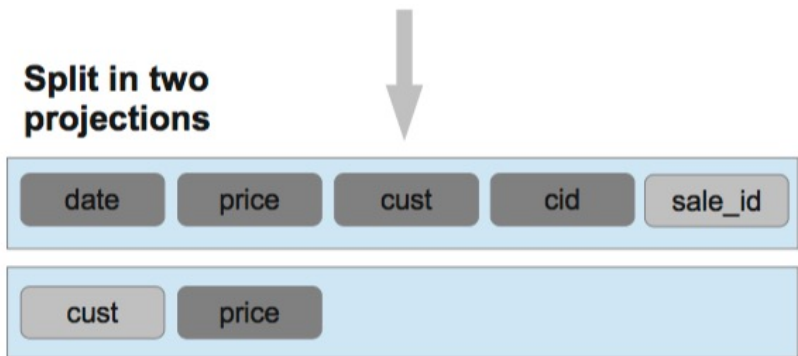 Split in two
projections
date price cust cid sale_id
cust price